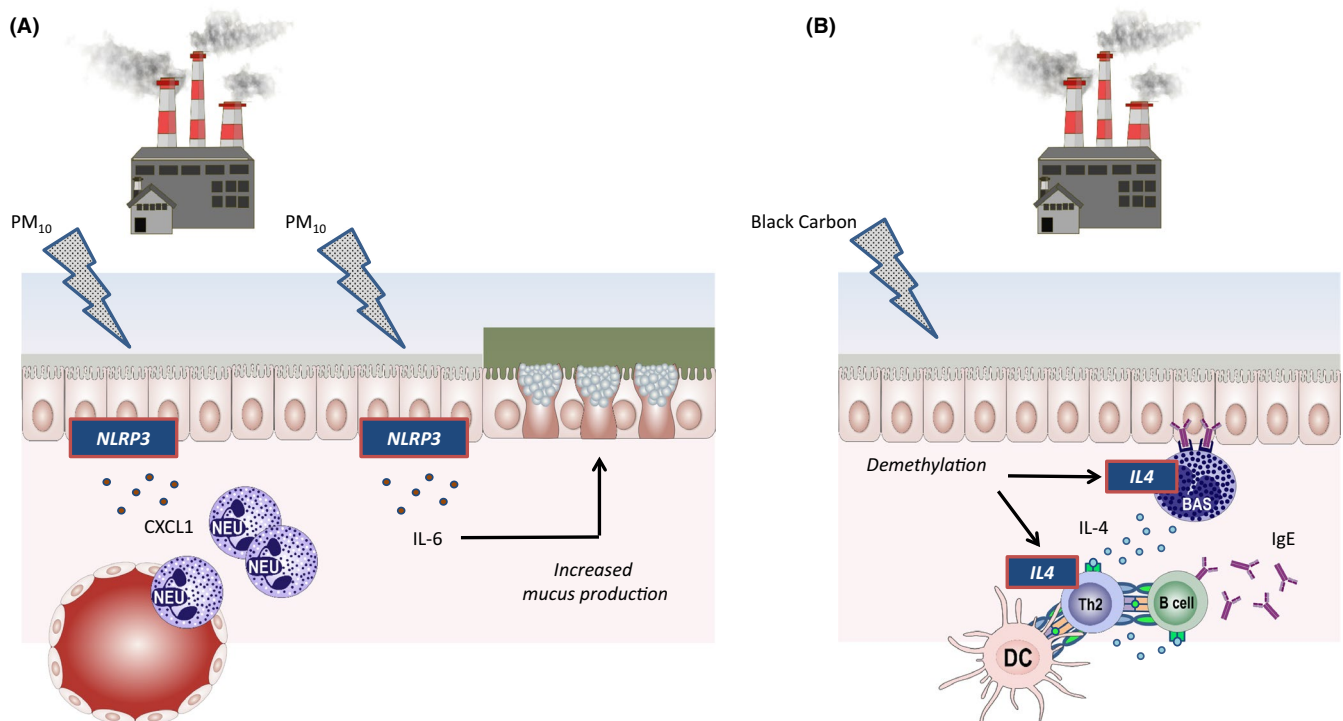 (A)
PM10
PM10
NLRP3
NLRP3
CXCL1
NEU
NEU
NEU
IL-6
Increased
mucus production
(B)
Black Carbon
Demethylation
IL4
BAS
IL-4
IgE
IL4
Th2
B cell
DC